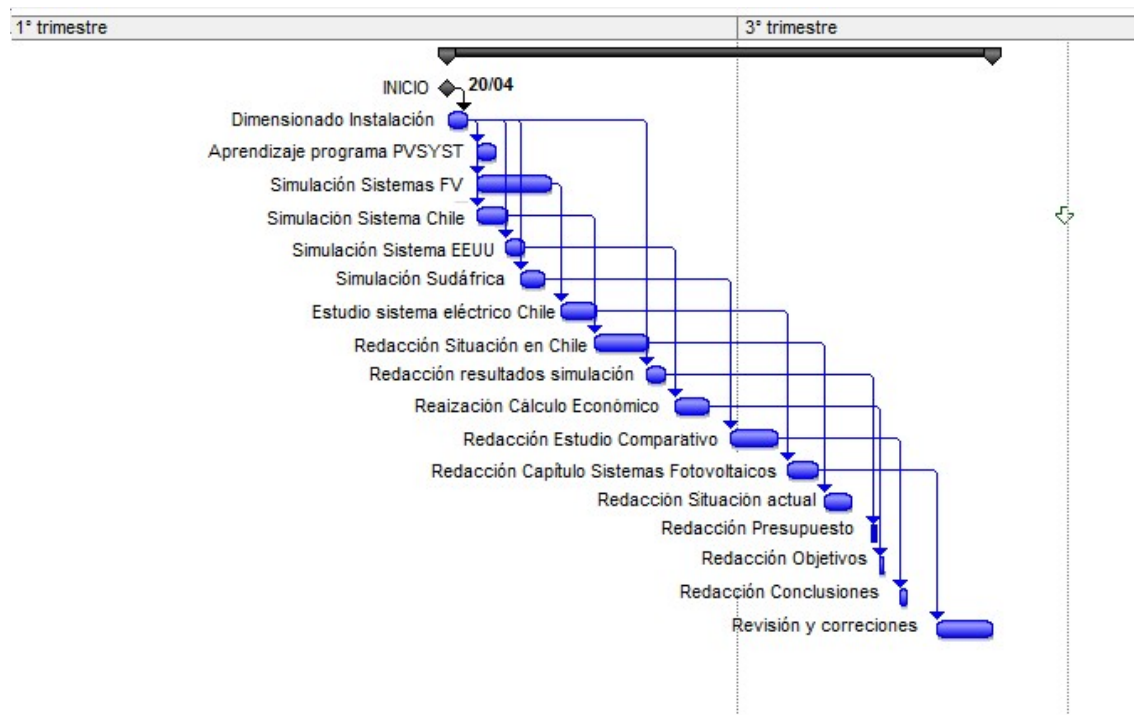 1° trimestre
3° trimestre
INICIO
20/04
Dimensionado Instalación
Aprendizaje programa PVSYST
Simulación Sistemas FV
Simulación Sistema Chile
Simulación Sistema EEUU
Simulación Sudáfrica
Estudio sistema eléctrico Chile
Redacción Situación en Chile
Redacción resultados simulación
Reaización Cálculo Económico
Redacción Estudio Comparativo
Redacción Capítulo Sistemas Fotovoltaicos
Redacción Situación actual
Redacción Presupuesto
Redacción Objetivos
Redacción Conclusiones
Revisión y correciones